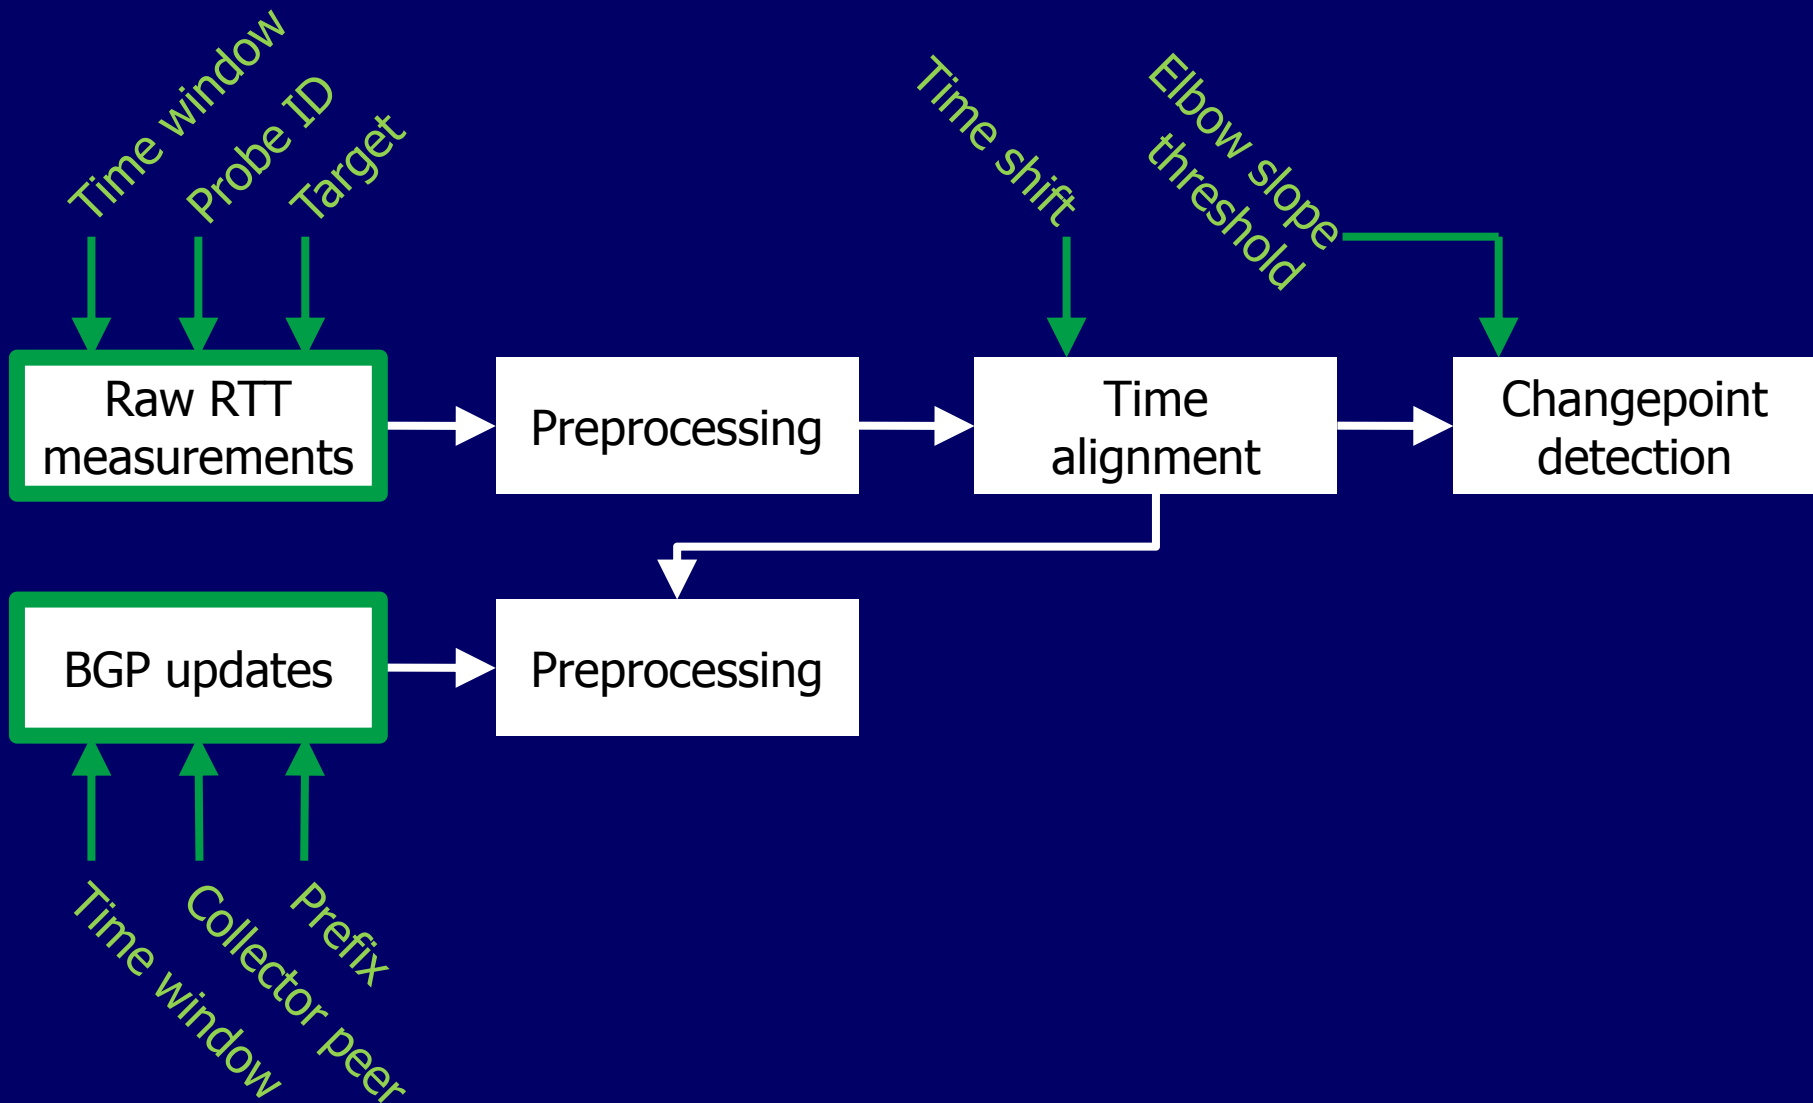 Time window
Probe ID
Target
Time shift
Elbow slope
threshold
Raw RTT
measurements
Preprocessing
Time
alignment
Changepoint
detection
BGP updates
Preprocessing
Time window
Collector peer
Prefix